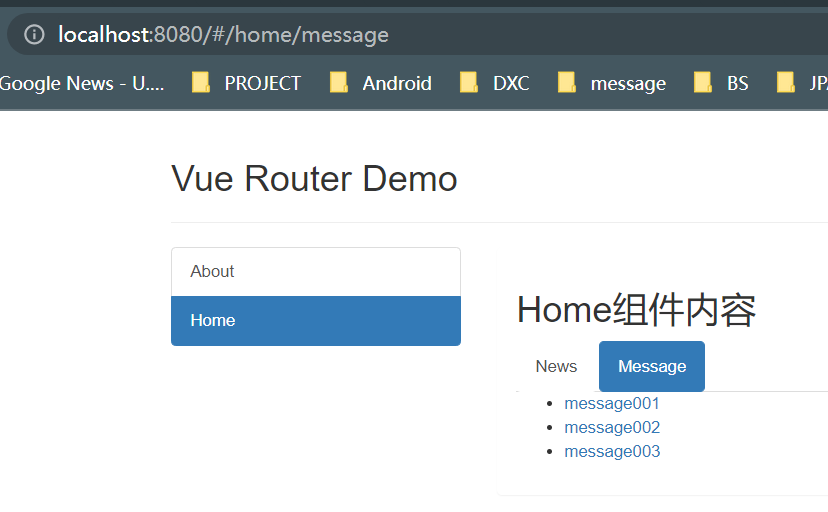 localhost:8080/#/home/message
Google News - U.... PROJECT Android DXC message BS JPA
Vue Router Demo
About
Home
Home组件内容
News Message
message001
message002
message003